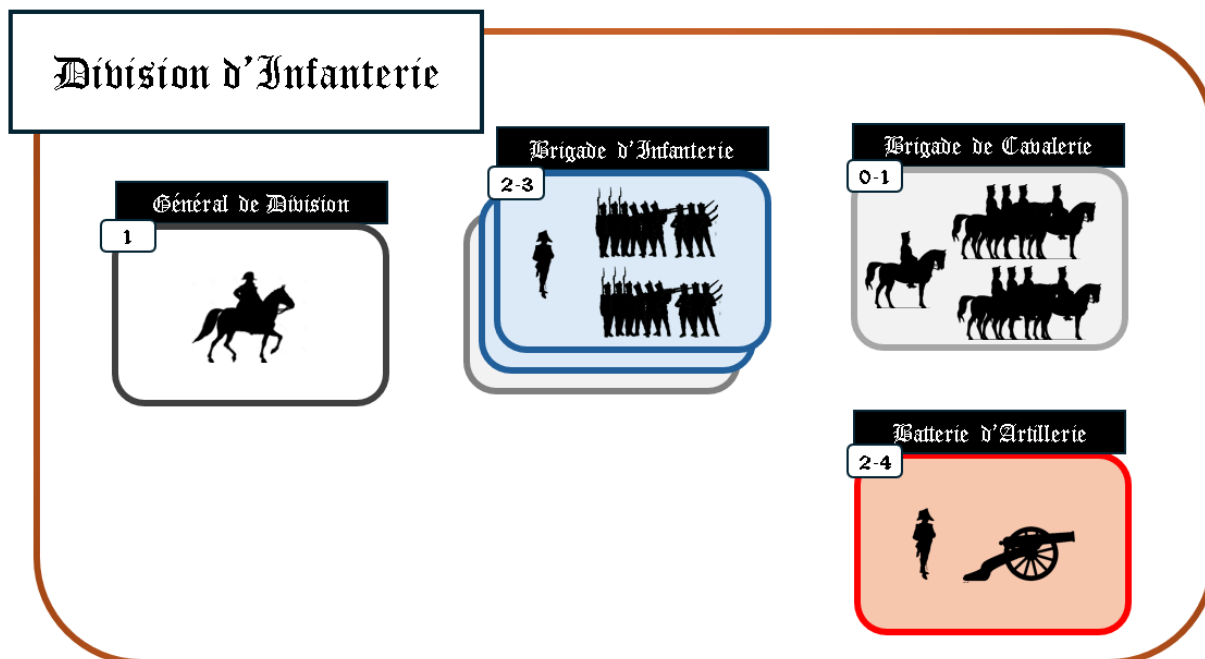 Division d'Infanterie
Général de Division
1
Brigade d'Infanterie
2-3
Brigade de Cavalerie
0-1
Batterie d'Artillerie
2-4